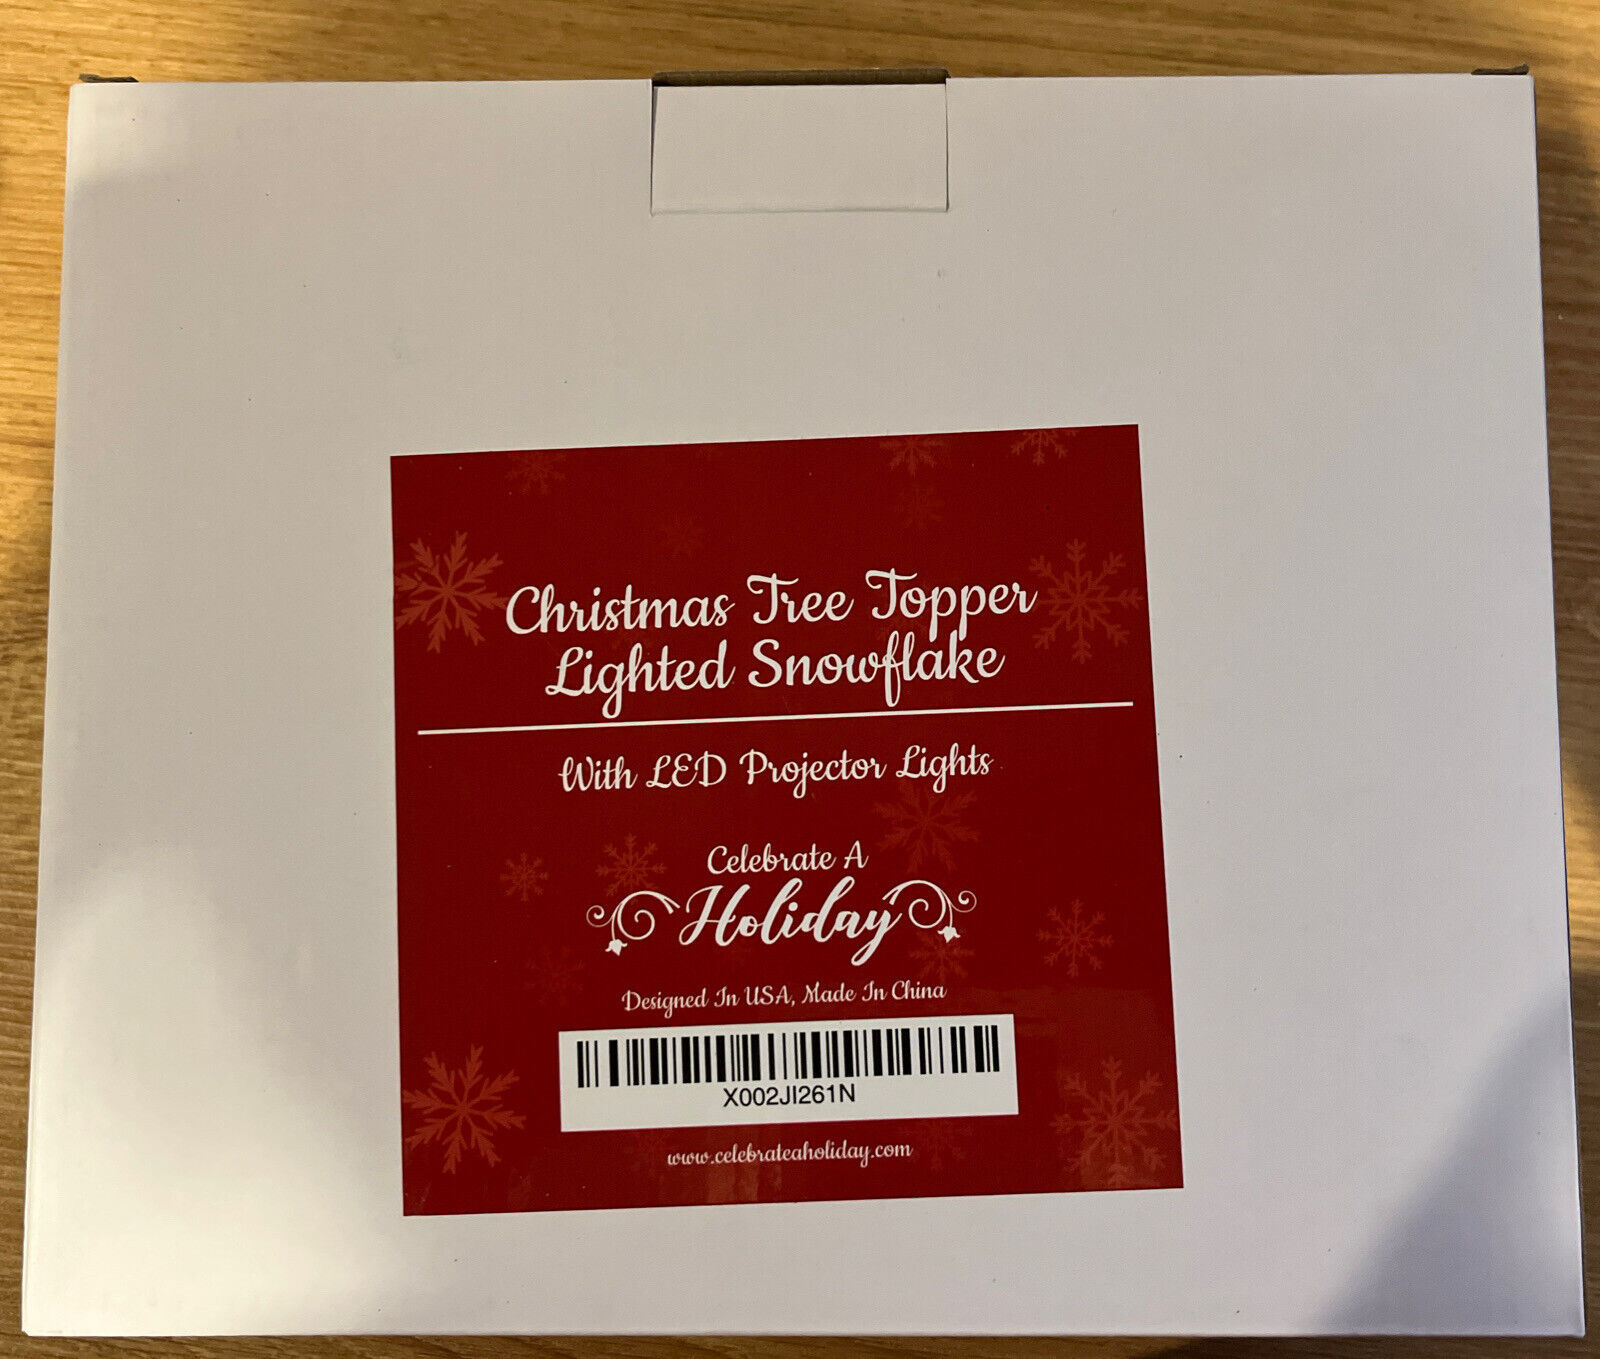 Christmas Tree Topper
Lighted Snowflake
With LED Projector Lights
Celebrate A
Holiday
Designed In USA, Made In China
X002JI261N
www.celebrateaholiday.com